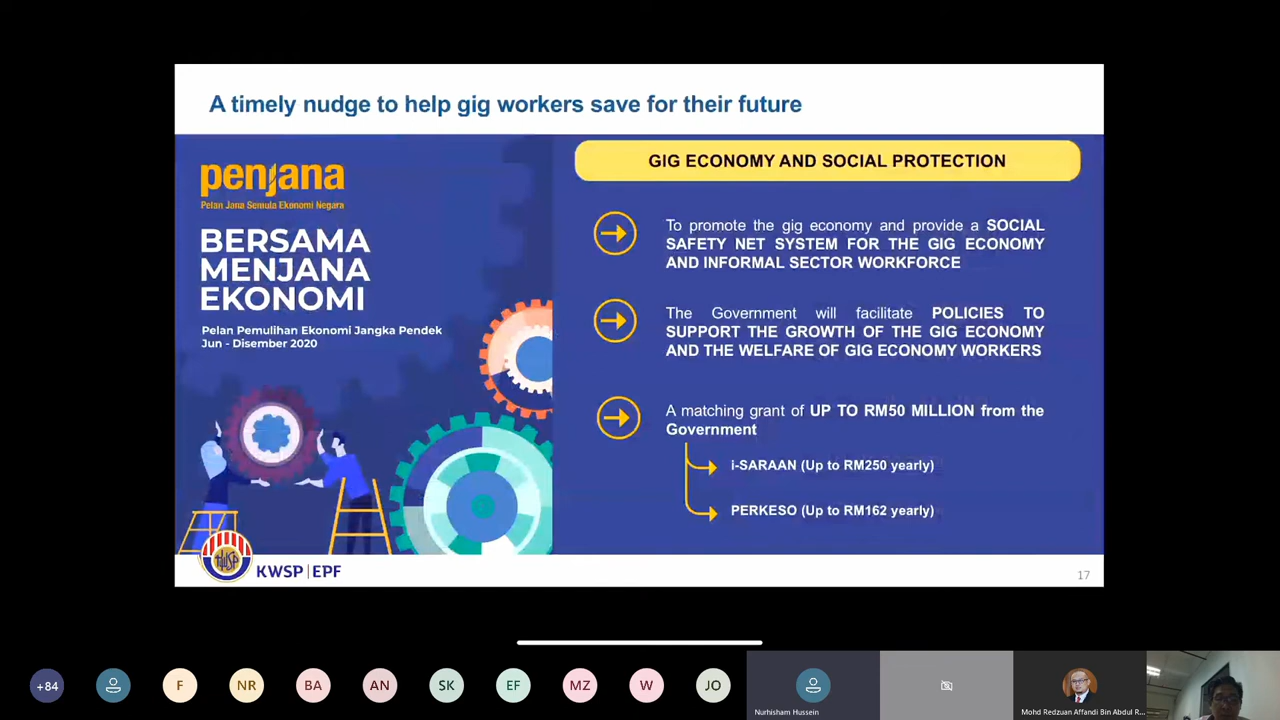 A timely nudge to help gig workers save for their future
penjana
Pelan Jana Semula Ekonomi Negara
BERSAMA
MENJANA
EKONOMI
Pelan Pemulihan Ekonomi Jangka Pendek
Jun - Disember 2020
GIG ECONOMY AND SOCIAL PROTECTION
To promote the gig economy and provide a SOCIAL
SAFETY NET SYSTEM FOR THE GIG ECONOMY
AND INFORMAL SECTOR WORKFORCE
The Government will facilitate POLICIES TO
SUPPORT THE GROWTH OF THE GIG ECONOMY
AND THE WELFARE OF GIG ECONOMY WORKERS
A matching grant of UP TO RM50 MILLION from the
Government
i-SARAAN (Up to RM250 yearly)
PERKESO (Up to RM162 yearly)
KWSP
KWSP | EPF
17
+84
F
NR
BA
AN
SK
EF
MZ
W
JO
Nurhisham Hussein
Mohd Redzuan Affandi Bin Abdul R...